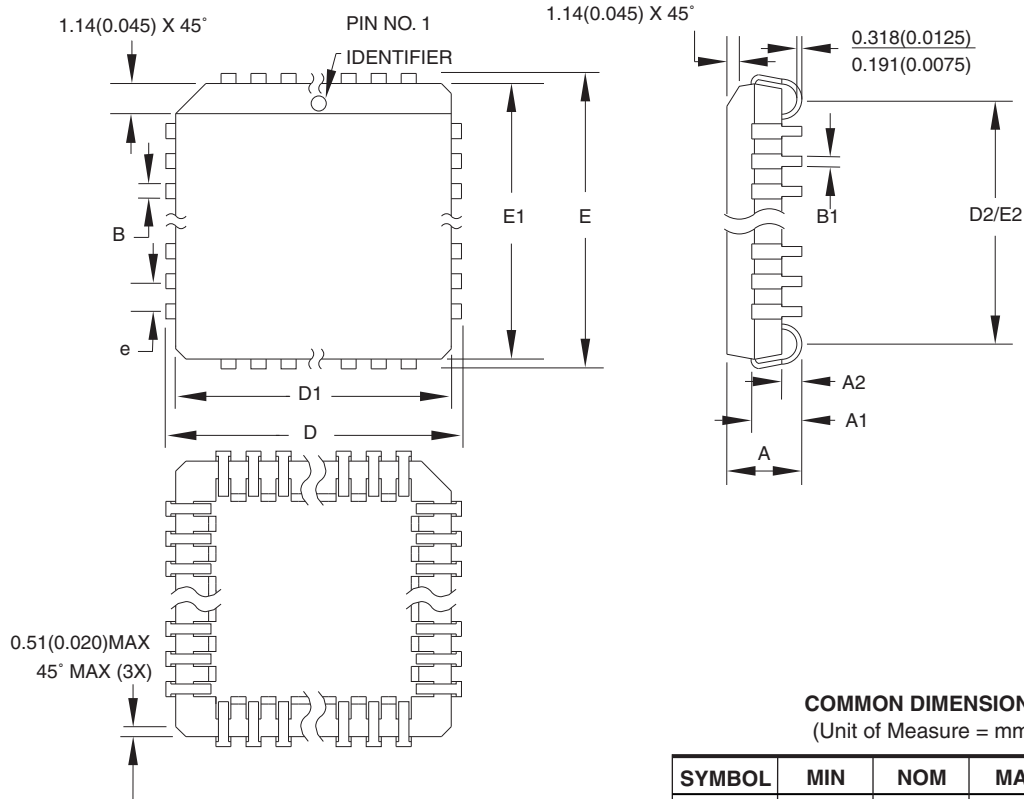 1.14(0.045) X 45˚
PIN NO. 1
IDENTIFIER
1.14(0.045) X 45˚
0.318(0.0125)
0.191(0.0075)
B
e
E1
E
D1
D
B1
D2/E2
A2
A1
A
0.51(0.020)MAX
45˚ MAX (3X)
COMMON DIMENSION
(Unit of Measure = mm
SYMBOL MIN NOM MA